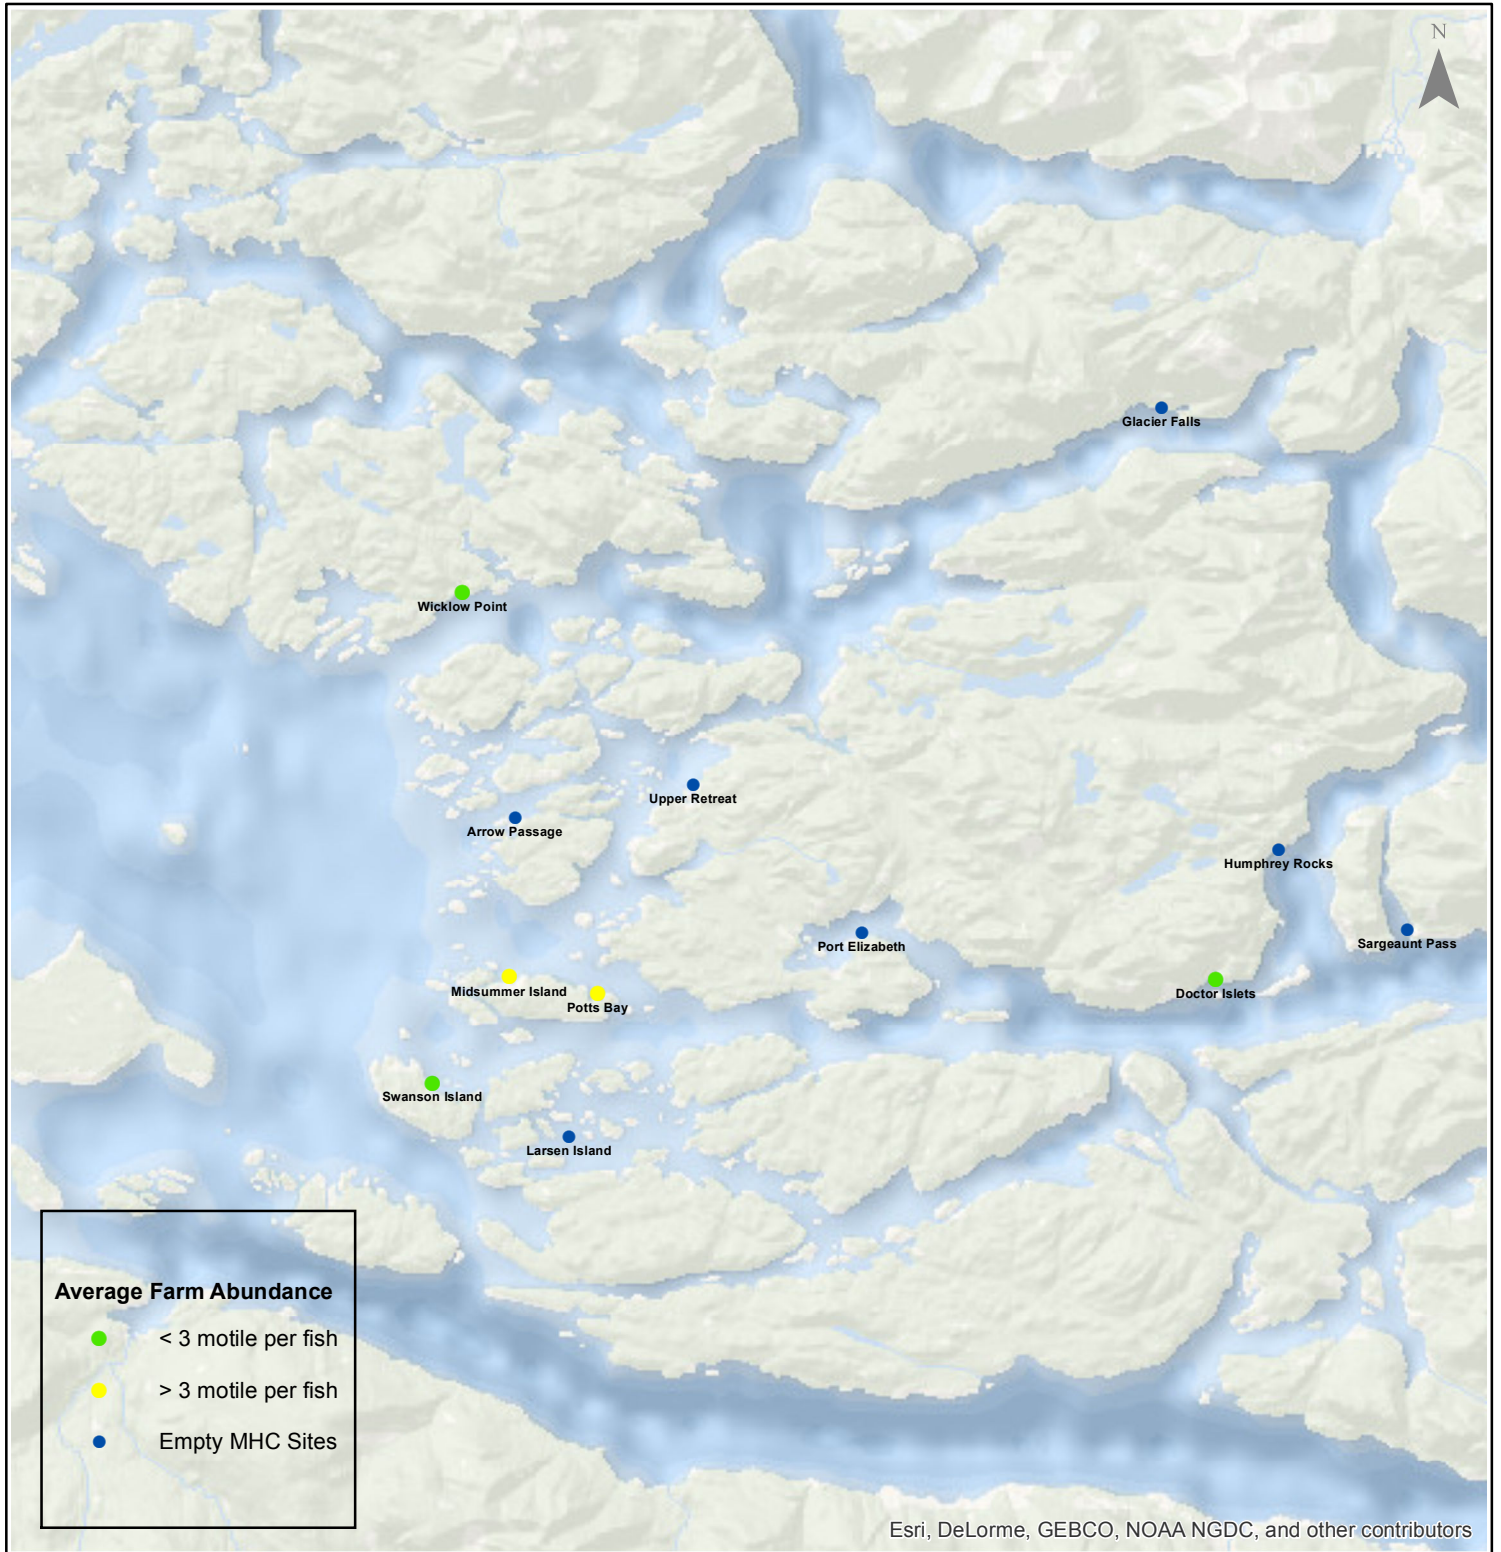 N
Glacier Falls
Wicklow Point
Upper Retreat
Arrow Passage
Humphrey Rocks
Sargeaunt Pass
Port Elizabeth
Midsummer Island
Potts Bay
Doctor Islets
Swanson Island
Larsen Island
Average Farm Abundance
< 3 motile per fish
> 3 motile per fish
Empty MHC Sites
Esri, DeLorme, GEBCO, NOAA NGDC, and other contributors